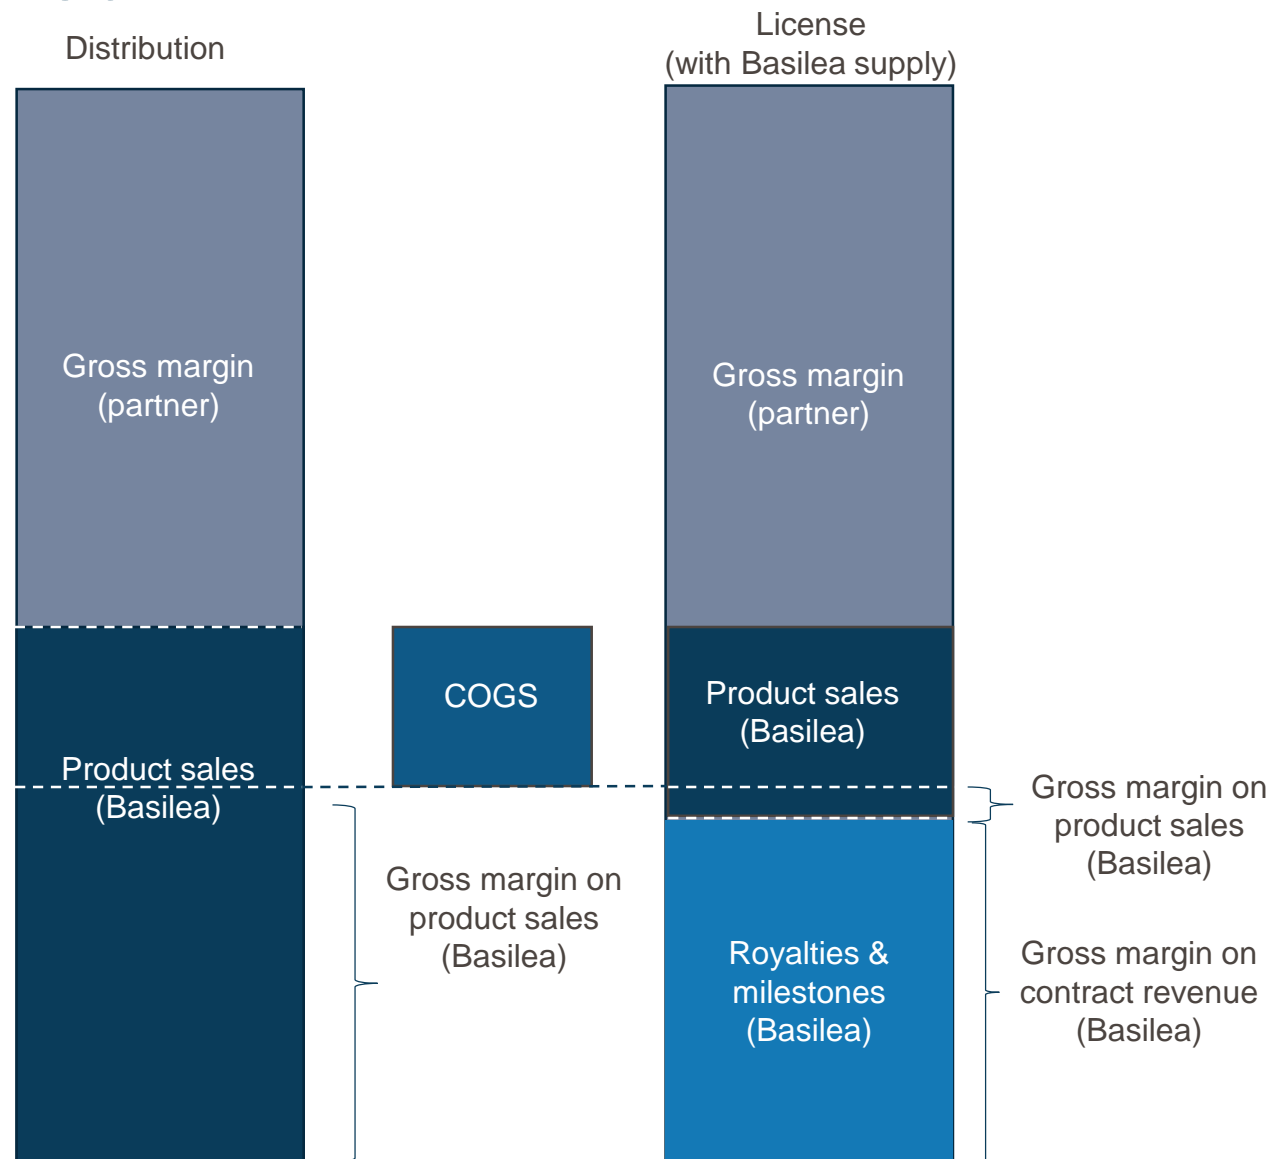 Distribution
License
(with Basilea supply)
Gross margin
(partner)
Gross margin
(partner)
COGS
Product sales
(Basilea)
Product sales
(Basilea)
Gross margin on
product sales
(Basilea)
Gross margin on
product sales
(Basilea)
Royalties &
milestones
(Basilea)
Gross margin on
contract revenue
(Basilea)